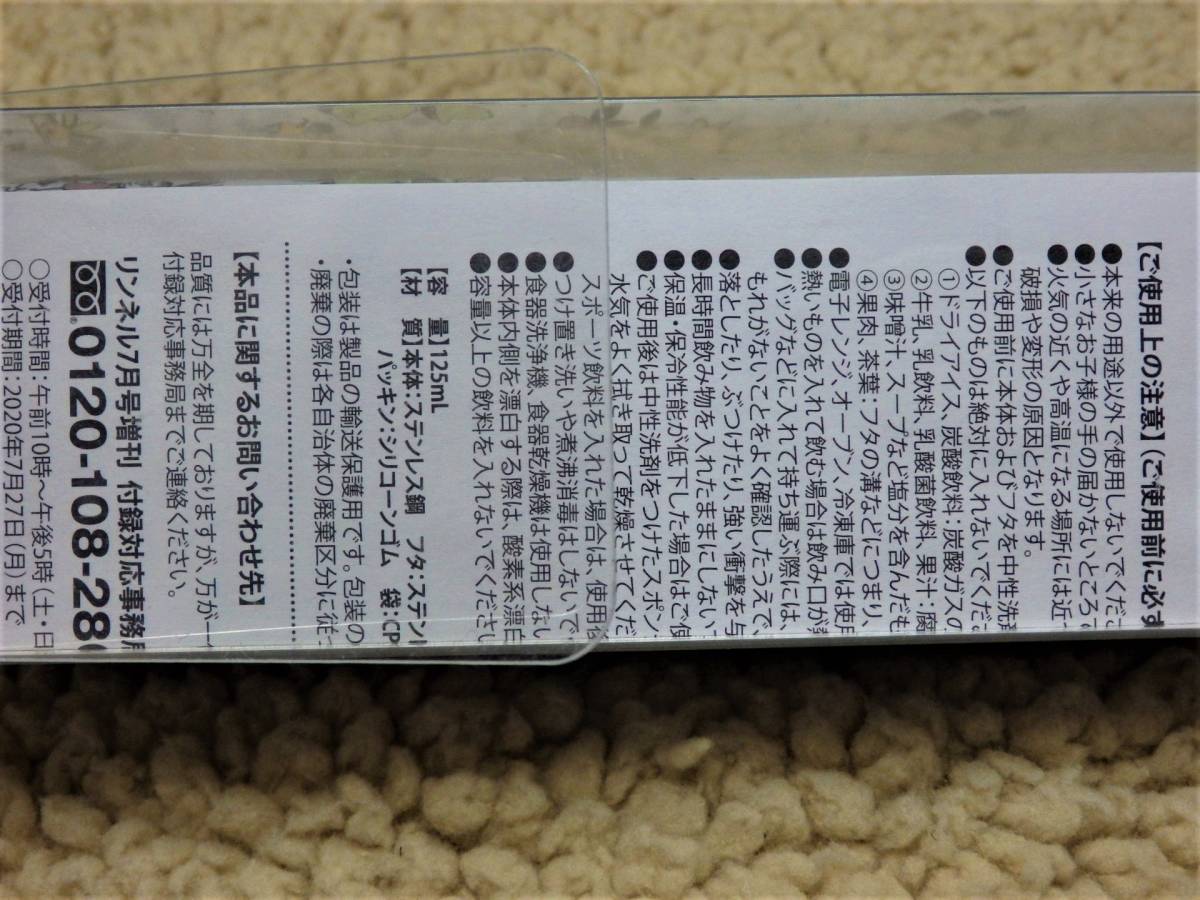 【ご使用上の注意】(ご使用前に必ず
●本来の用途以外で使用しないでくだ
●小さなお子様の手の届かないところ
●火気の近くや高温になる場所には近
破損や変形の原因となります。
●ご使用前に本体およびフタを中性洗
●以下のものは絶対に入れないでくだ
①ドライアイス、炭酸飲料:炭酸ガスの
②牛乳、乳飲料、乳酸菌飲料、果汁:腐
③味噌汁、スープなど塩分を含んだも
④果肉、茶葉:フタの溝などにつまり、
●電子レンジ、オーブン、冷凍庫では使用
●熱いものを入れて飲む場合は飲み口が
●バッグなどに入れて持ち運ぶ際には、
もれがないことをよく確認したうえで、
●落としたり、ぶつけたり、強い衝撃を与
●長時間飲み物を入れたままにしない
●保温・保冷性能が低下した場合はご使
●ご使用後は中性洗剤をつけたスポン
水気をよく拭き取って乾燥させてくだ
スポーツ飲料を入れた場合は、使用後
●つけ置き洗いや煮沸消毒はしないで
●食器洗浄機、食器乾燥機は使用しない
●本体内側を漂白する際は、酸素系漂白
●容量以上の飲料を入れないでください
【容 量】125mL
【材 質】本体:ステンレス鋼 フタ:ステン
パッキン:シリコーンゴム 袋:CP
・包装は製品の輸送保護用です。包装の
・廃棄の際は各自治体の廃棄区分に従
【本品に関するお問い合わせ先】
品質には万全を期しておりますが、万が一
付録対応事務局までご連絡ください。
リンネル7月号増刊 付録対応事務局
0120-108-28
○受付時間:午前10時～午後5時(土・日
○受付期間:2020年7月27日(月)まで